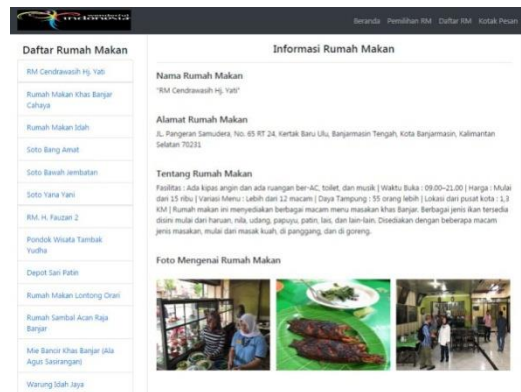 wonderful
indonesia
Beranda Pemilihan RM Daftar RM Kotak Pesan
Daftar Rumah Makan
RM Cendrawasih Hj. Yati
Rumah Makan Khas Banjar
Cahaya
Rumah Makan Idah
Soto Bang Amat
Soto Bawah Jembatan
Soto Yana Yani
RM. H. Fauzan 2
Pondok Wisata Tambak
Yudha
Depot Sari Patin
Rumah Makan Lontong Orari
Rumah Sambal Acan Raja
Banjar
Mie Bancir Khas Banjar (Ala
Agus Sasirangan)
Warung Idah Jaya
Informasi Rumah Makan
Nama Rumah Makan
"RM Cendrawasih Hj. Yati"
Alamat Rumah Makan
JL. Pangeran Samudera, No. 65 RT 24, Kertak Baru Ulu, Banjarmasin Tengah, Kota Banjarmasin, Kalimantan
Selatan 70231
Tentang Rumah Makan
Fasilitas : Ada kipas angin dan ada ruangan ber-AC, toilet, dan musik | Waktu Buka : 09.00–21.00 | Harga : Mulai
dari 15 ribu | Variasi Menu : Lebih dari 12 macam | Daya Tampung : 55 orang lebih | Lokasi dari pusat kota : 1,3
KM | Rumah makan ini menyediakan berbagai macam menu masakan khas Banjar. Berbagai jenis ikan tersedia
disini mulai dari haruan, nila, udang, papuyu, patin, lais, dan lain-lain. Disediakan dengan beberapa macam
jenis masakan, mulai dari masak kuah, di panggang, dan di goreng.
Foto Mengenai Rumah Makan